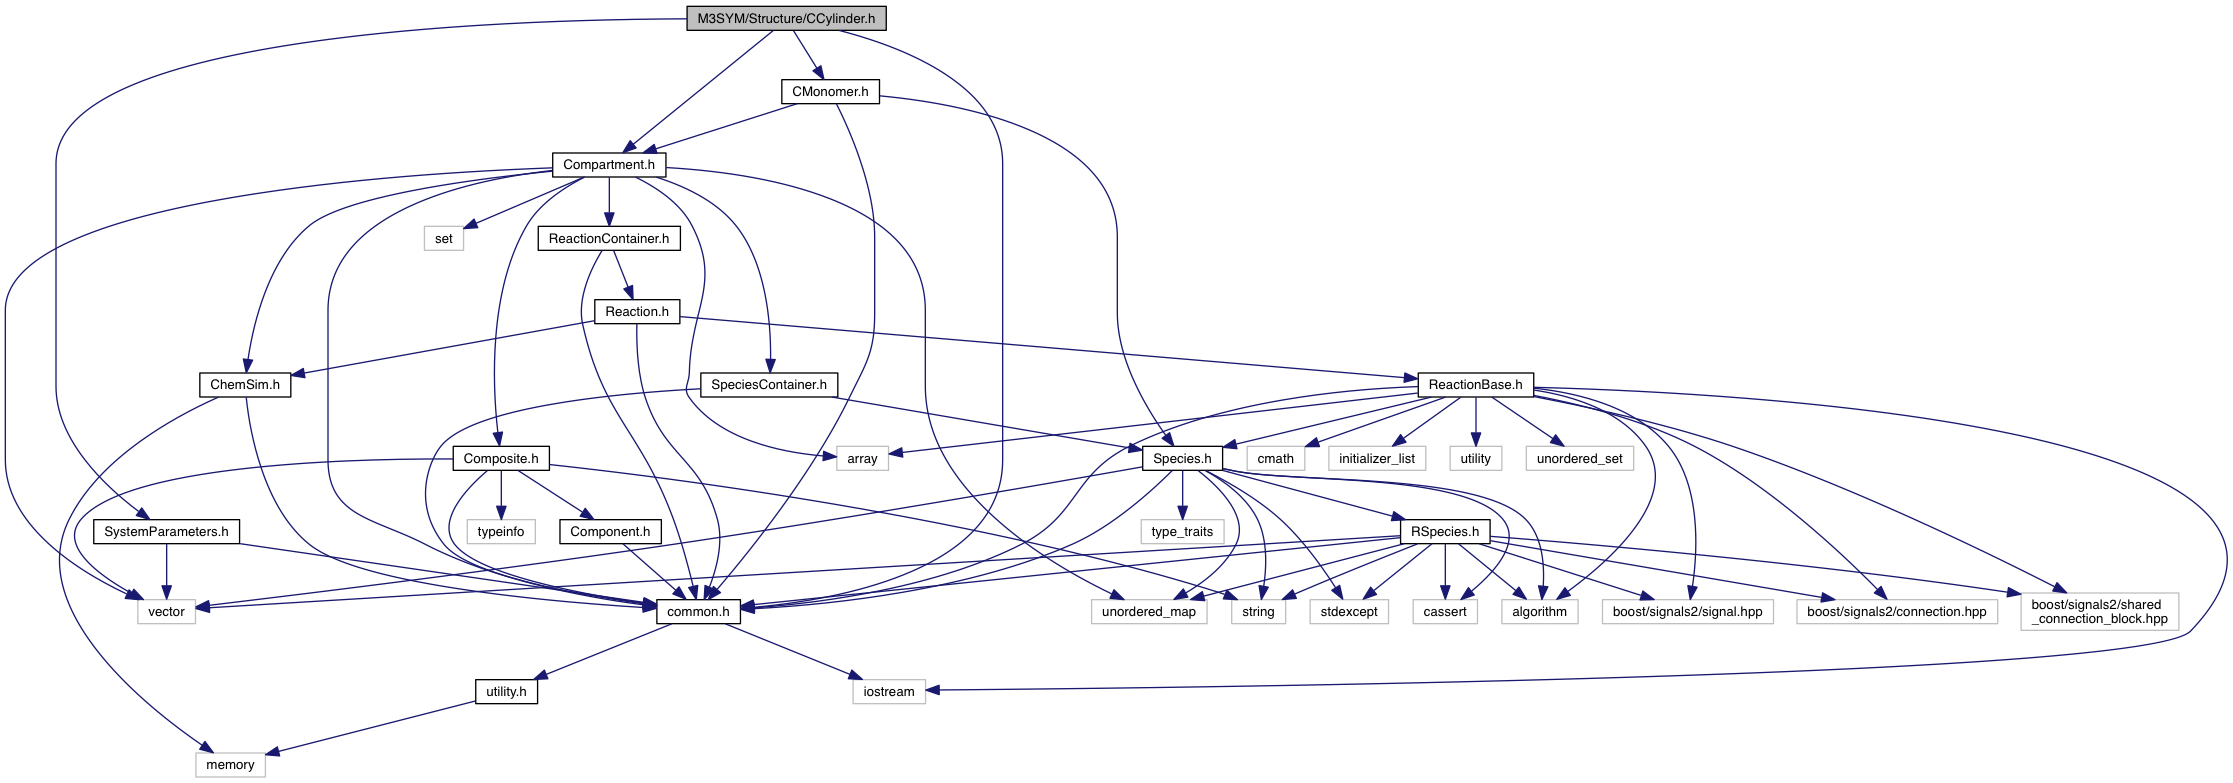 M3SYM/Structure/CCylinder.h
CMonomer.h
Compartment.h
set
ReactionContainer.h
Reaction.h
ChemSim.h
SpeciesContainer.h
ReactionBase.h
Composite.h
array
Species.h
cmath
initializer_list
utility
unordered_set
SystemParameters.h
typeinfo
Component.h
type_traits
RSpecies.h
vector
common.h
unordered_map
string
stdexcept
cassert
algorithm
boost/signals2/signal.hpp
boost/signals2/connection.hpp
boost/signals2/shared
_connection_block.hpp
utility.h
iostream
memory